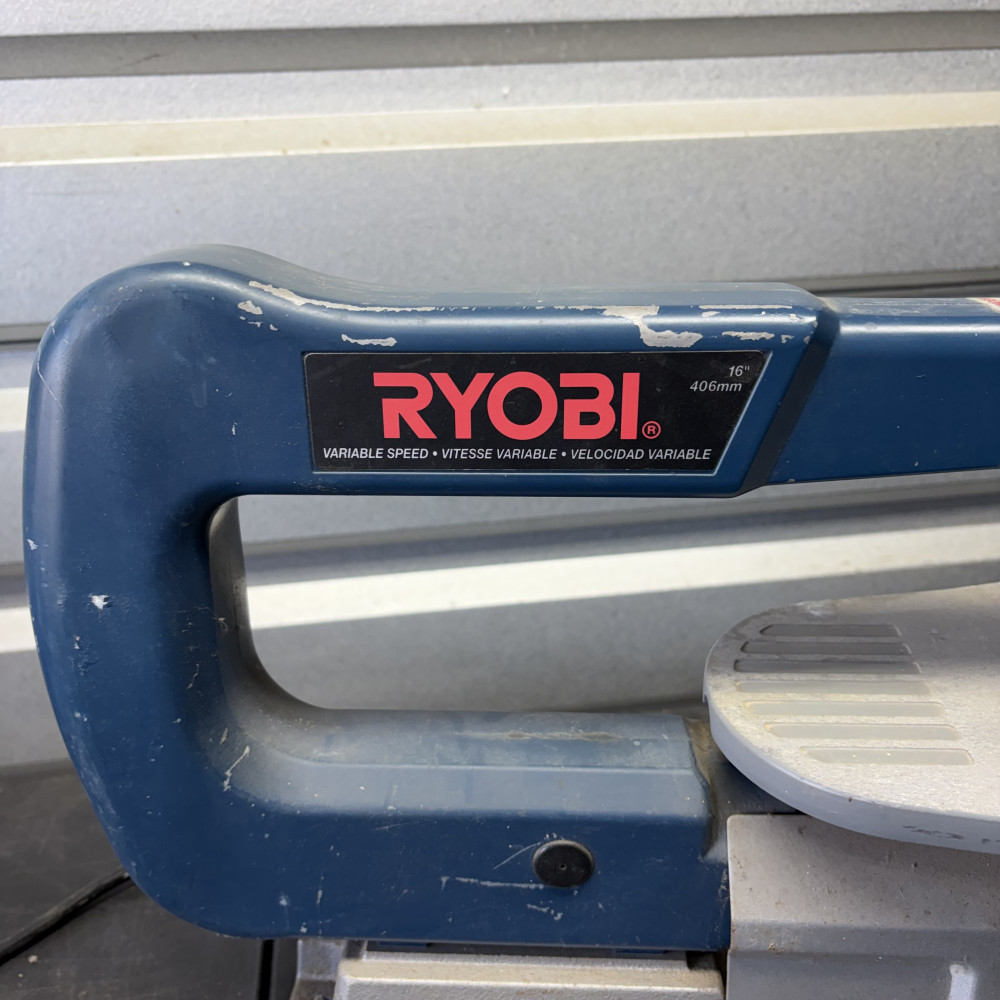 16"
406mm
RYOBI®
VARIABLE SPEED • VITESSE VARIABLE • VELOCIDAD VARIABLE